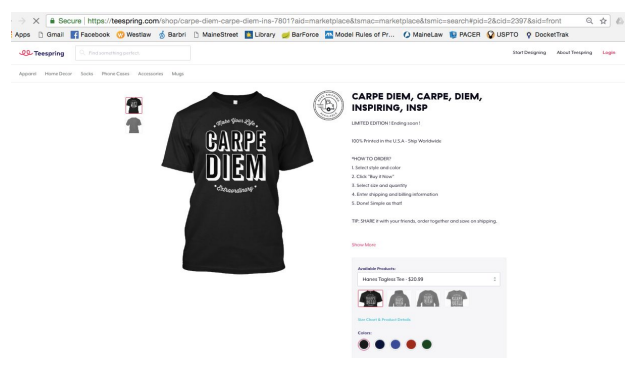 Secure | https://teespring.com/shop/carpe-diem-carpe-diem-ins-7801?aid=marketplace&tsmac=marketplace&tsmic=search#pid=2&cid=2397&sid=front
Apps Gmail Facebook Westlaw Barbri MaineStreet Library BarForce Model Rules of Pr... MaineLaw PACER USPTO DocketTrak
Teespring Find something perfect Start Designing About Teespring Login
Apparel Home Decor Socks Phone Cases Accessories Mugs
Make Your Life
CARPE
DIEM
Extraordinary
CARPE DIEM, CARPE, DIEM,
INSPIRING, INSP
LIMITED EDITION ! Ending soon!!
100% Printed in the U.S.A - Ship Worldwide
*HOW TO ORDER?
1. Select style and color
2. Click "Buy it Now"
3. Select size and quantity
4. Enter shipping and billing information
5. Done! Simple as that!
TIP: SHARE it with your friends, order together and save on shipping.
Show More
Available Products:
Hanes Tagless Tee - $20.99
Size Chart & Product Details
Colors: